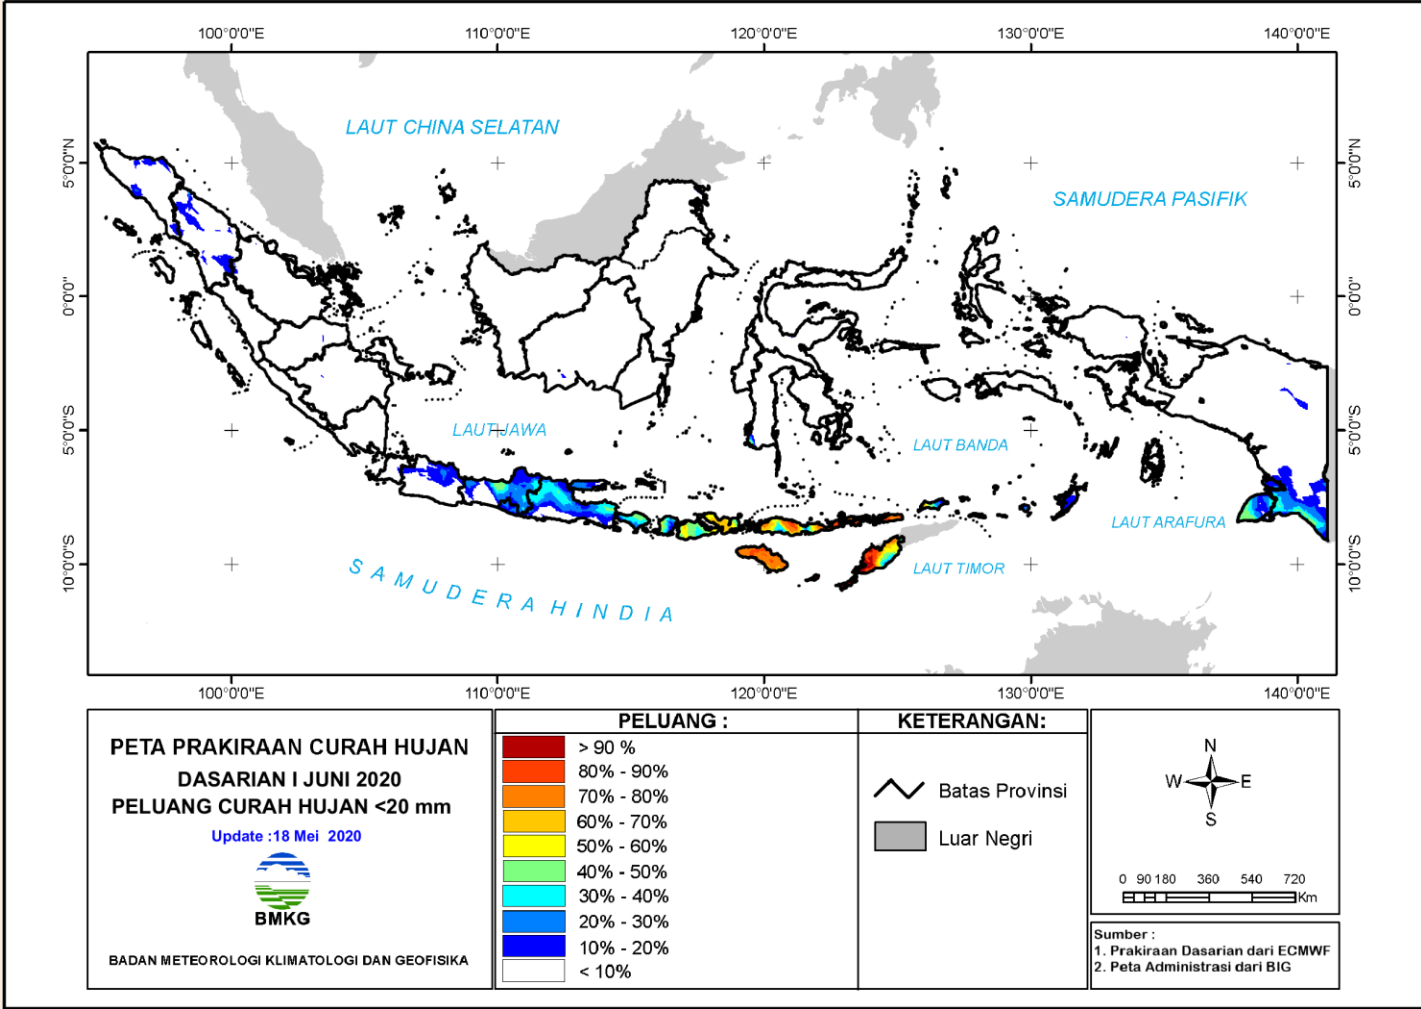 100°0'0"E 110°0'0"E 120°0'0"E 130°0'0"E 140°0'0"E
5°0'0"N
0°0'0"
5°0'0"S
10°0'0"S
5°0'0"N
0°0'0"
5°0'0"S
10°0'0"S
LAUT CHINA SELATAN
SAMUDERA PASIFIK
LAUT JAWA
LAUT BANDA
LAUT ARAFURA
LAUT TIMOR
SAMUDERA HINDIA
100°0'0"E 110°0'0"E 120°0'0"E 130°0'0"E 140°0'0"E
PETA PRAKIRAAN CURAH HUJAN
DASARIAN I JUNI 2020
PELUANG CURAH HUJAN <20 mm
Update :18 Mei 2020
BMKG
BADAN METEOROLOGI KLIMATOLOGI DAN GEOFISIKA
PELUANG :
> 90 %
80% - 90%
70% - 80%
60% - 70%
50% - 60%
40% - 50%
30% - 40%
20% - 30%
10% - 20%
< 10%
KETERANGAN:
Batas Provinsi
Luar Negri
N
W E
S
0 90 180 360 540 720
Km
Sumber :
1. Prakiraan Dasarian dari ECMWF
2. Peta Administrasi dari BIG